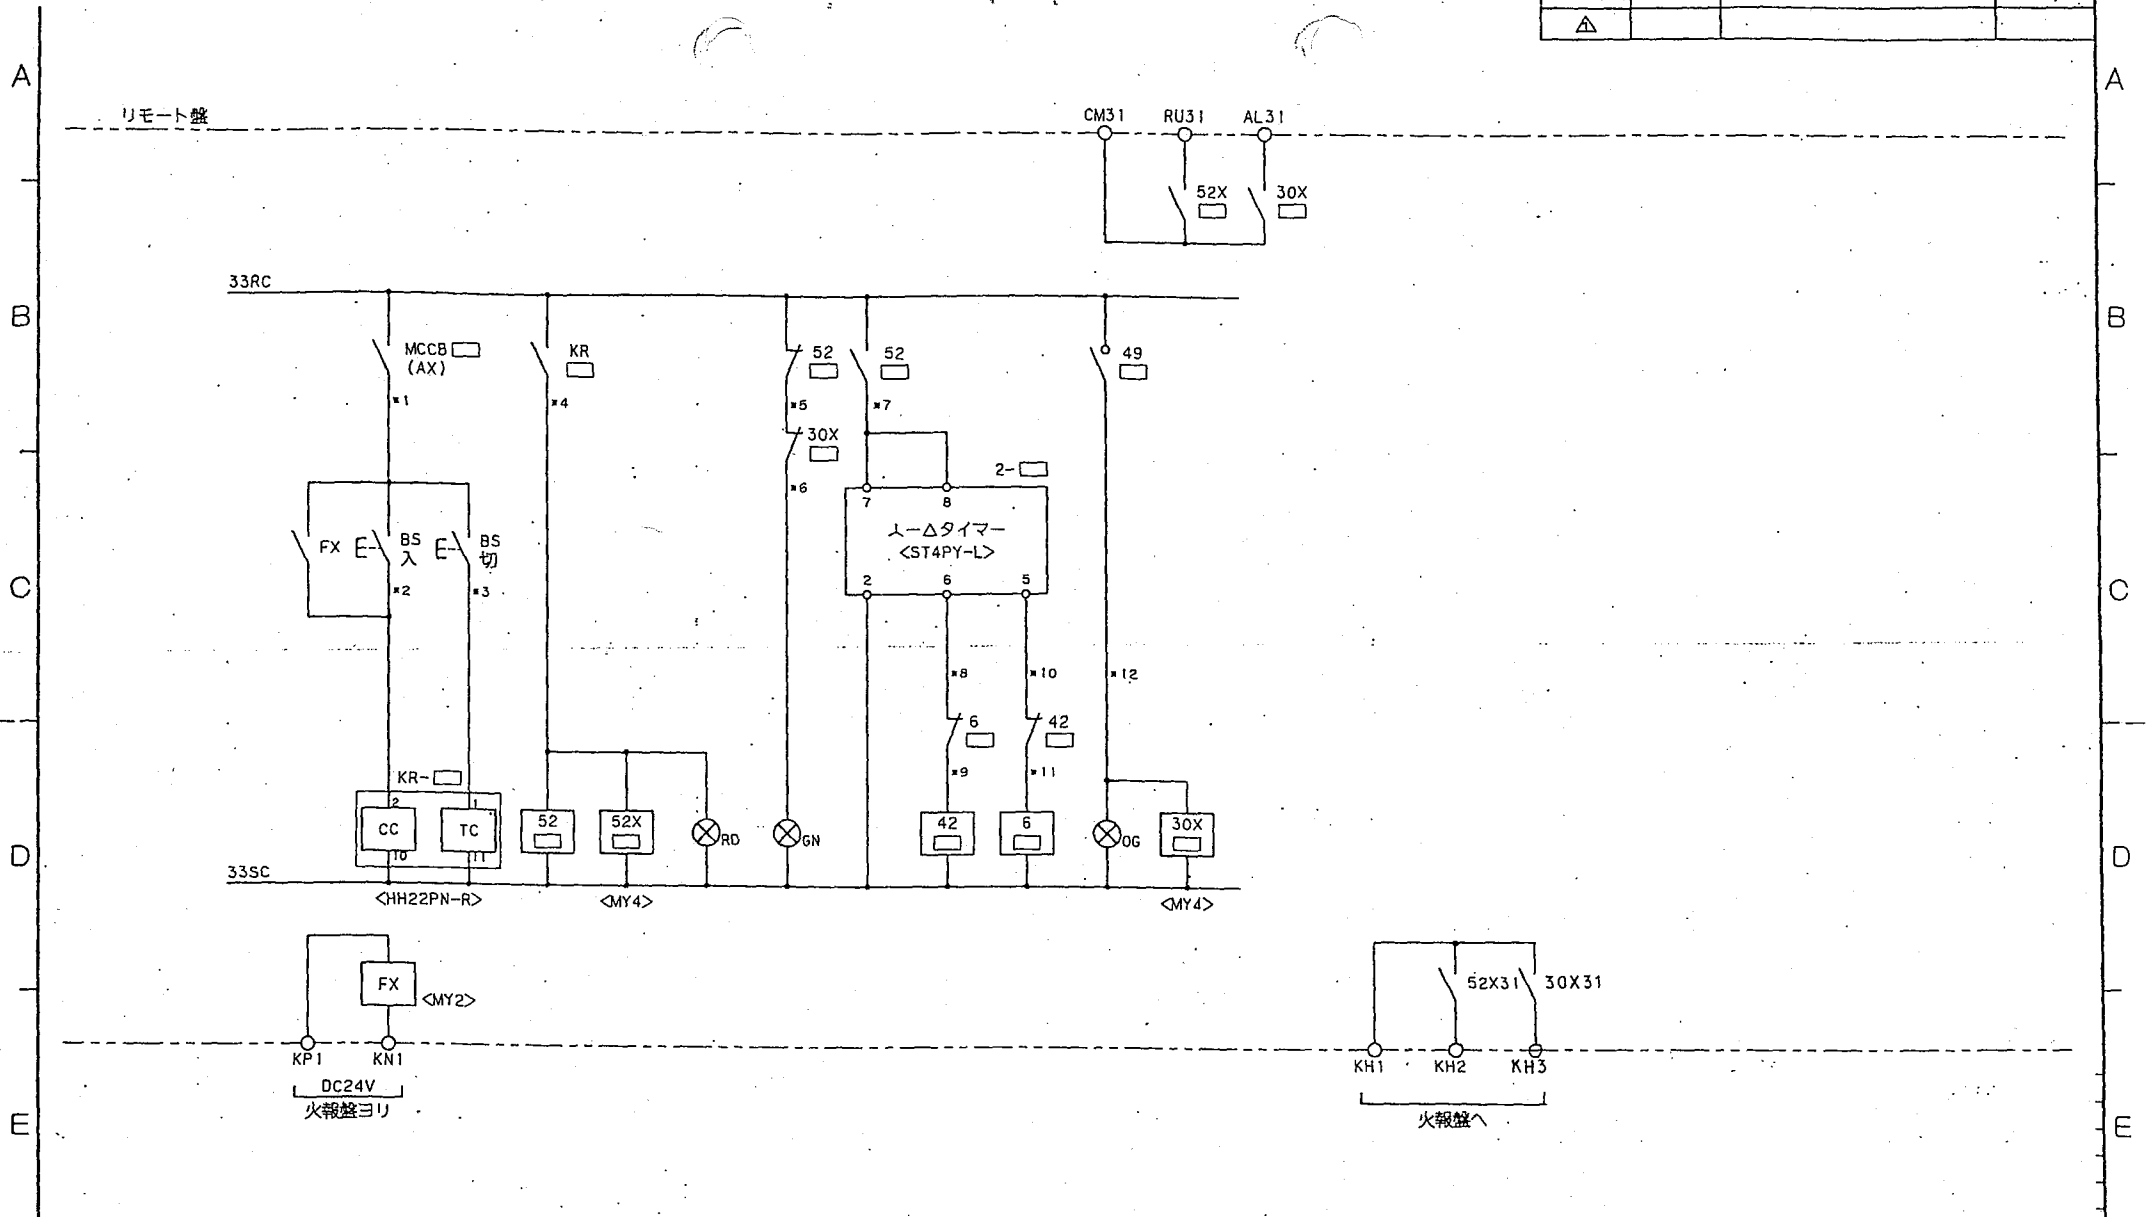 1
A
A
リモート盤
CM31
RU31
AL31
52X
30X
33RC
B
B
MCCB
(AX)
KR
52
52
49
*1
*4
*5
*7
30X
*6
2-
7
8
人-△タイマー
<ST4PY-L>
2
6
5
FX
BS
入
BS
切
*2
*3
C
C
*8
*10
*12
6
42
*9
*11
KR-
2
1
CC
TC
10
11
52
52X
RD
GN
42
6
OG
30X
D
D
33SC
<HH22PN-R>
<MY4>
<MY4>
FX
<MY2>
52X31
30X31
KP1
KN1
KH1
KH2
KH3
DC24V
火報盤ヨリ
火報盤へ
E
E